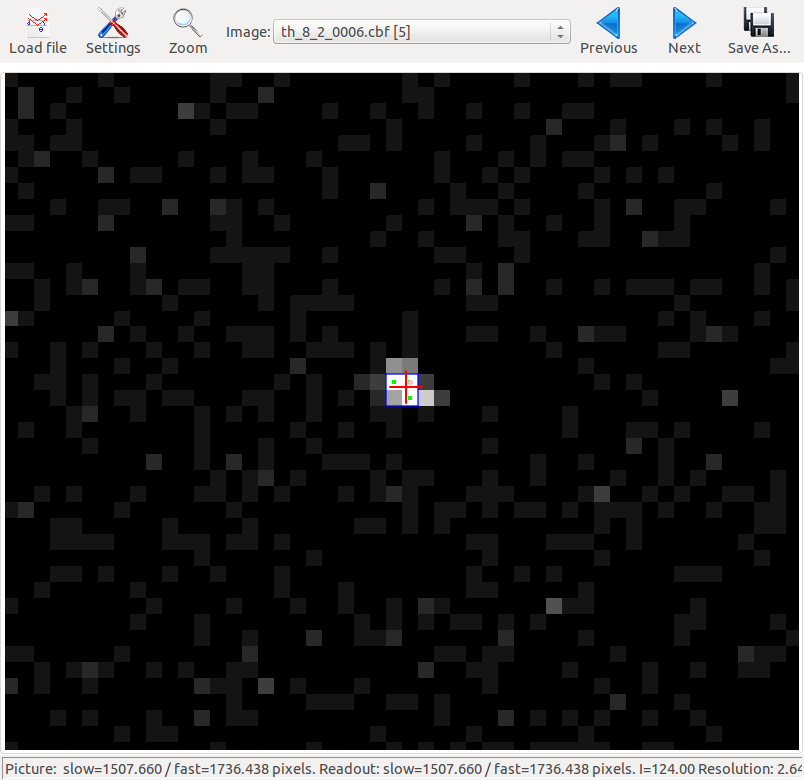 Load file
Settings
Zoom
Image:
th_8_2_0006.cbf [5]
Previous
Next
Save As...
Picture: slow=1507.660 / fast=1736.438 pixels. Readout: slow=1507.660 / fast=1736.438 pixels. I=124.00 Resolution: 2.64